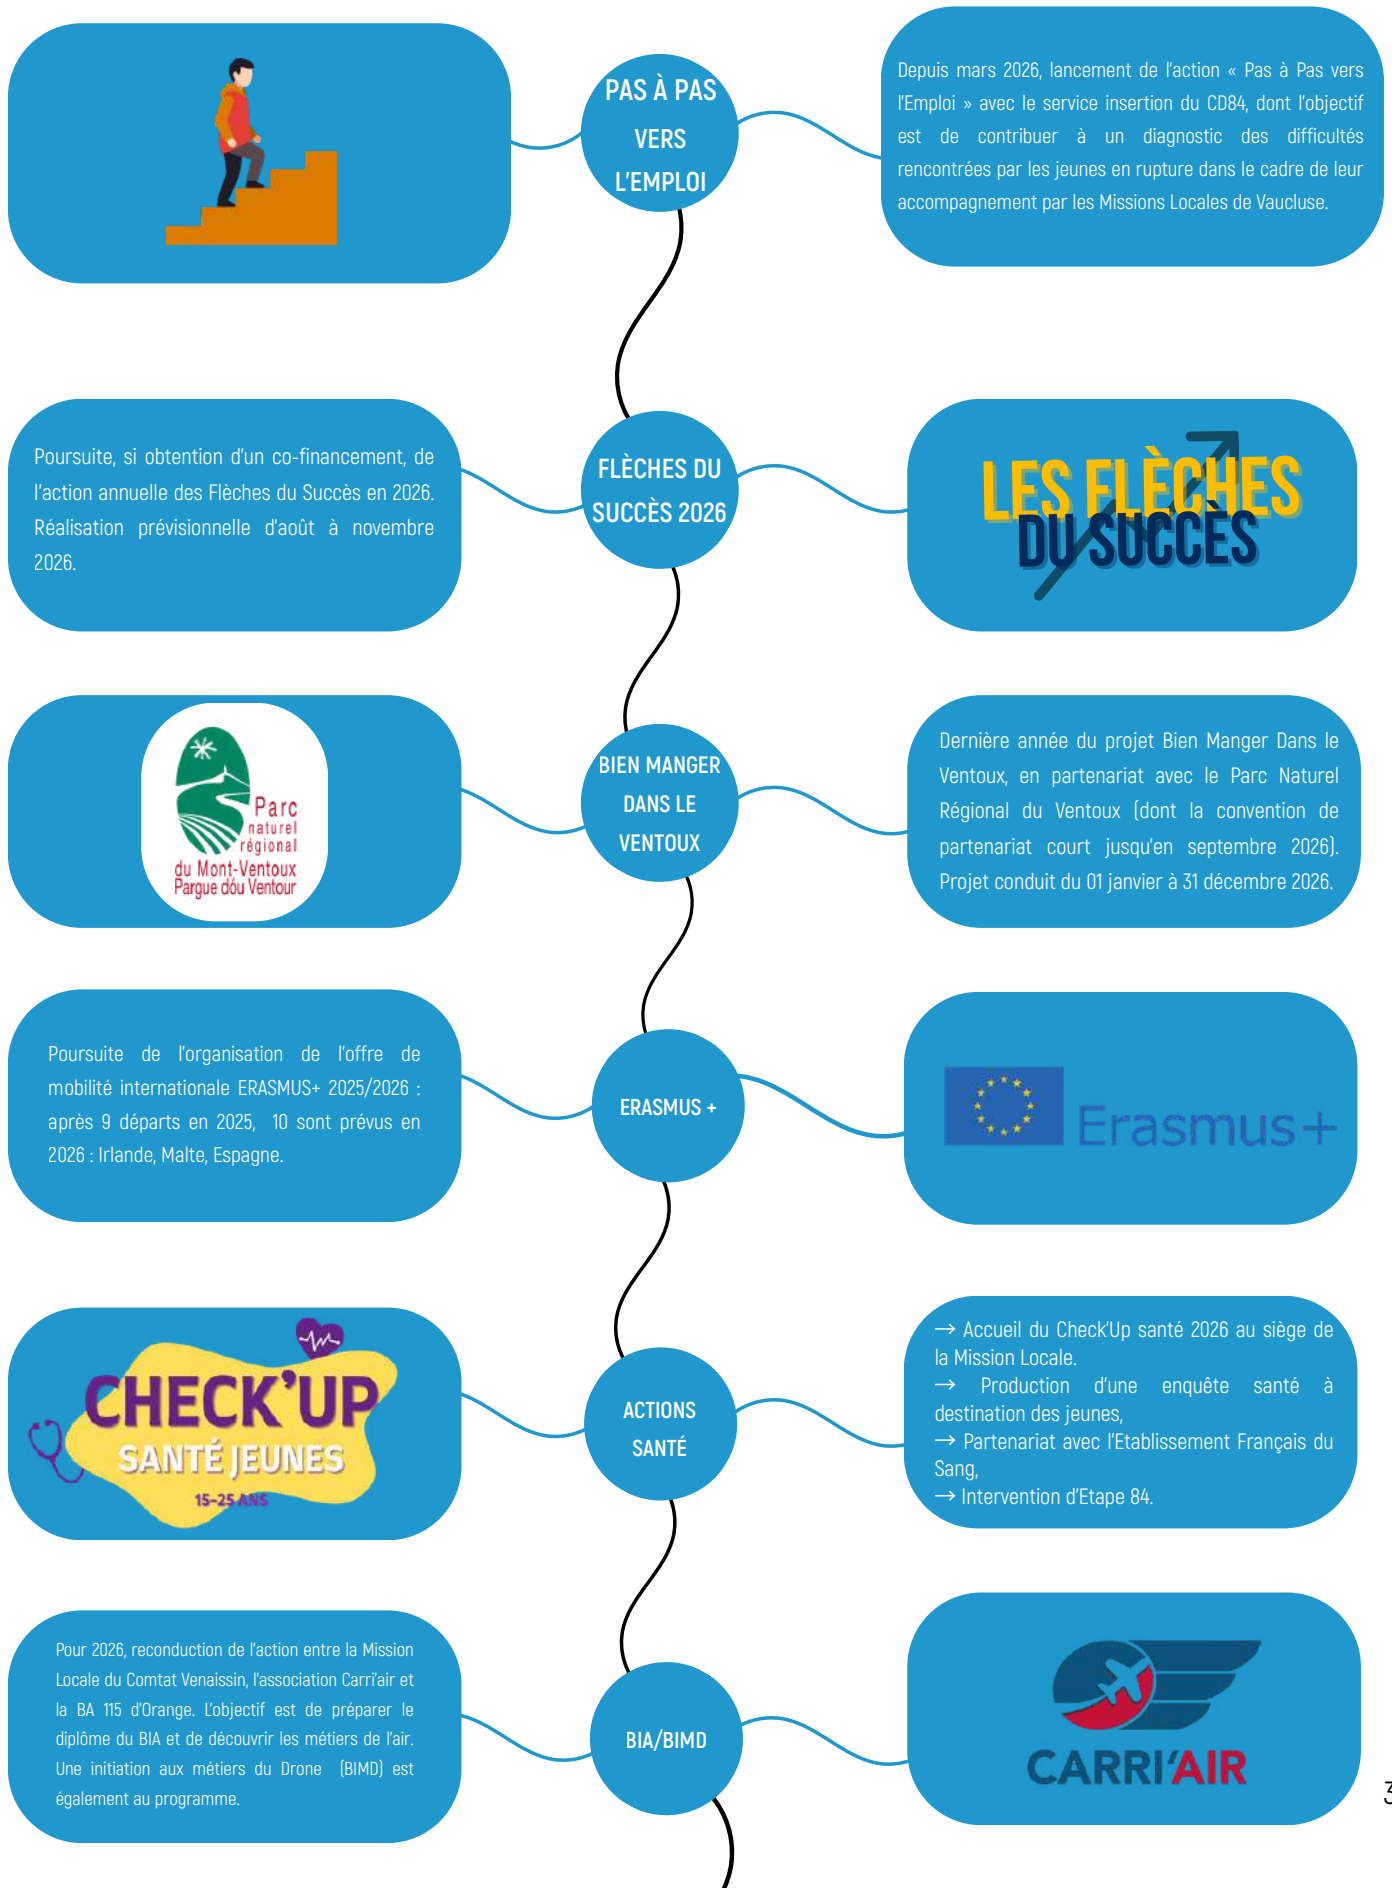 PAS À PAS
VERS
L'EMPLOI
Depuis mars 2026, lancement de l'action « Pas à Pas vers
l'Emploi » avec le service insertion du CD84, dont l'objectif
est de contribuer à un diagnostic des difficultés
rencontrées par les jeunes en rupture dans le cadre de leur
accompagnement par les Missions Locales de Vaucluse.
Poursuite, si obtention d'un co-financement, de
l'action annuelle des Flèches du Succès en 2026.
Réalisation prévisionnelle d'août à novembre
2026.
FLÈCHES DU
SUCCÈS 2026
LES FLÈCHES
DU SUCCÈS
Parc
naturel
régional
du Mont-Ventoux
Pargue dóu Ventour
BIEN MANGER
DANS LE
VENTOUX
Dernière année du projet Bien Manger Dans le
Ventoux, en partenariat avec le Parc Naturel
Régional du Ventoux (dont la convention de
partenariat court jusqu'en septembre 2026).
Projet conduit du 01 janvier à 31 décembre 2026.
Poursuite de l'organisation de l'offre de
mobilité internationale ERASMUS+ 2025/2026 :
après 9 départs en 2025, 10 sont prévus en
2026 : Irlande, Malte, Espagne.
ERASMUS +
Erasmus+
CHECK'UP
SANTÉ JEUNES
15-25 ANS
ACTIONS
SANTÉ
→ Accueil du Check'Up santé 2026 au siège de
la Mission Locale.
→ Production d'une enquête santé à
destination des jeunes,
→ Partenariat avec l'Etablissement Français du
Sang,
→ Intervention d'Etape 84.
Pour 2026, reconduction de l'action entre la Mission
Locale du Comtat Venaissin, l'association Carri'air et
la BA 115 d'Orange. L'objectif est de préparer le
diplôme du BIA et de découvrir les métiers de l'air.
Une initiation aux métiers du Drone (BIMD) est
également au programme.
BIA/BIMD
CARRI'AIR